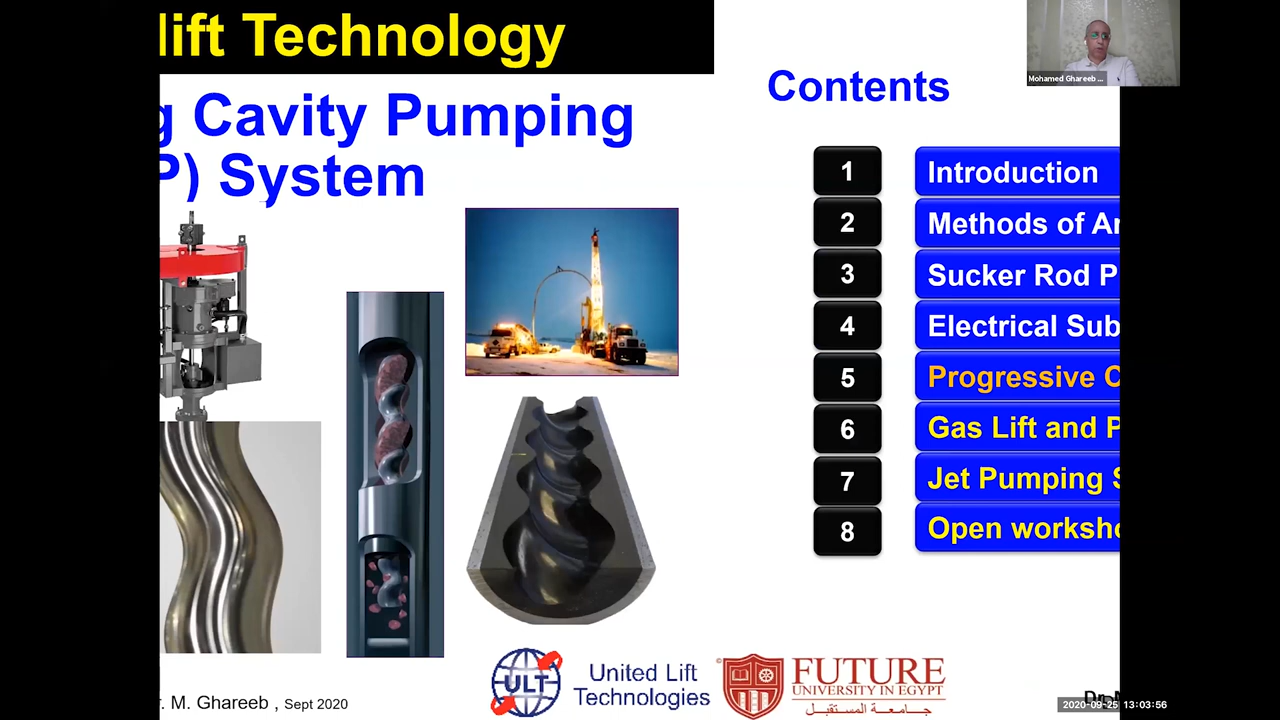 lift Technology
g Cavity Pumping
P) System
r. M. Ghareeb , Sept 2020
ULT
United Lift
Technologies
FUTURE
UNIVERSITY IN EGYPT
جامعة المستقبل
Contents
1 Introduction
2 Methods of Ar
3 Sucker Rod P
4 Electrical Sub
5 Progressive C
6 Gas Lift and P
7 Jet Pumping S
8 Open worksho
Mohamed Ghareeb ...
Dr. M
2020-09-25 13:03:56